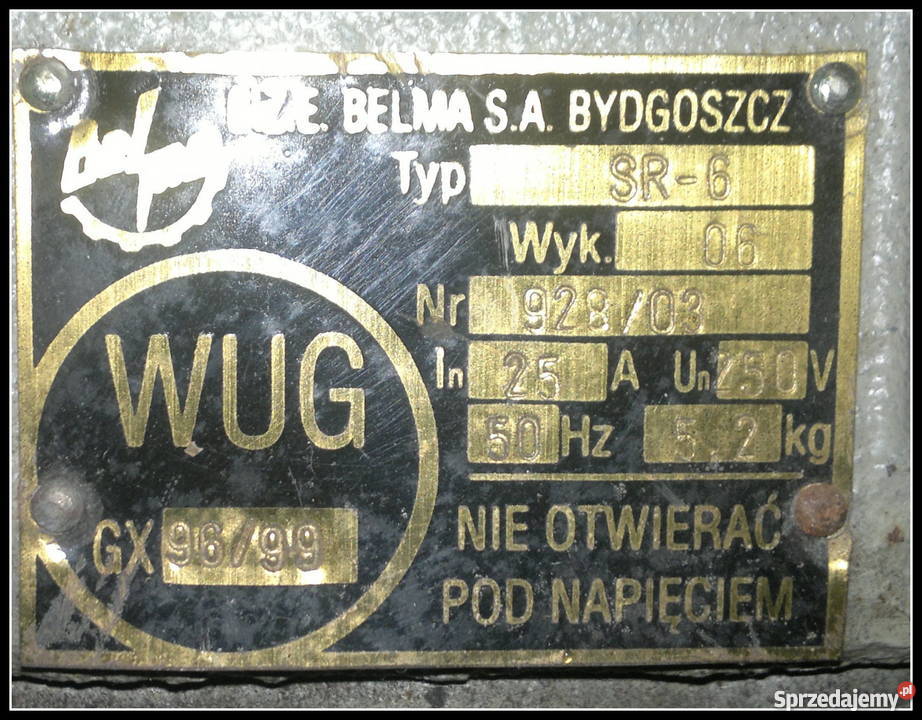 Z.E. BELMA S.A. BYDGOSZCZ
bełma
Typ SR-6
Wyk. 06
Nr 928/03
In 25 A Un 250 V
50 Hz 5.2 kg
WUG
GX 96/99
NIE OTWIERAĆ
POD NAPIĘCIEM
Sprzedajemy.pl